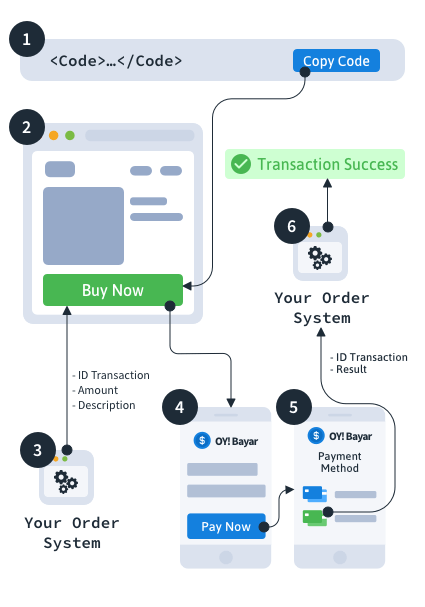 1
<Code>…</Code>
Copy Code
2
Buy Now
Transaction Success
6
Your Order
System
- ID Transaction
- Result
- ID Transaction
- Amount
- Description
3
Your Order
System
4
$ OY! Bayar
Pay Now
5
$ OY! Bayar
Payment
Method